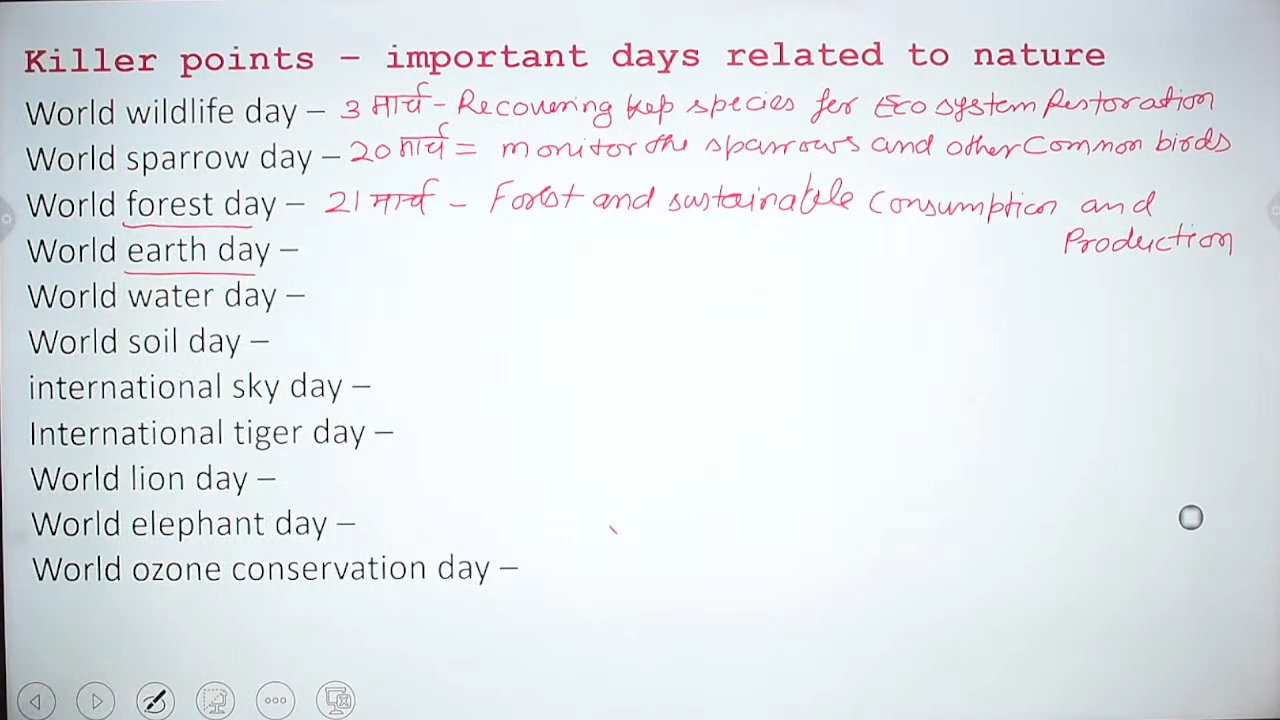 Killer points – important days related to nature
World wildlife day – 3 मार्च - Recovering kep species for Eco system Restoration
World sparrow day – 20 मार्च = monitor the sparrows and other Common birds
World forest day – 21 मार्च - Forest and sustainable Consumption and
Production
World earth day –
World water day –
World soil day –
international sky day –
International tiger day –
World lion day –
World elephant day –
World ozone conservation day –